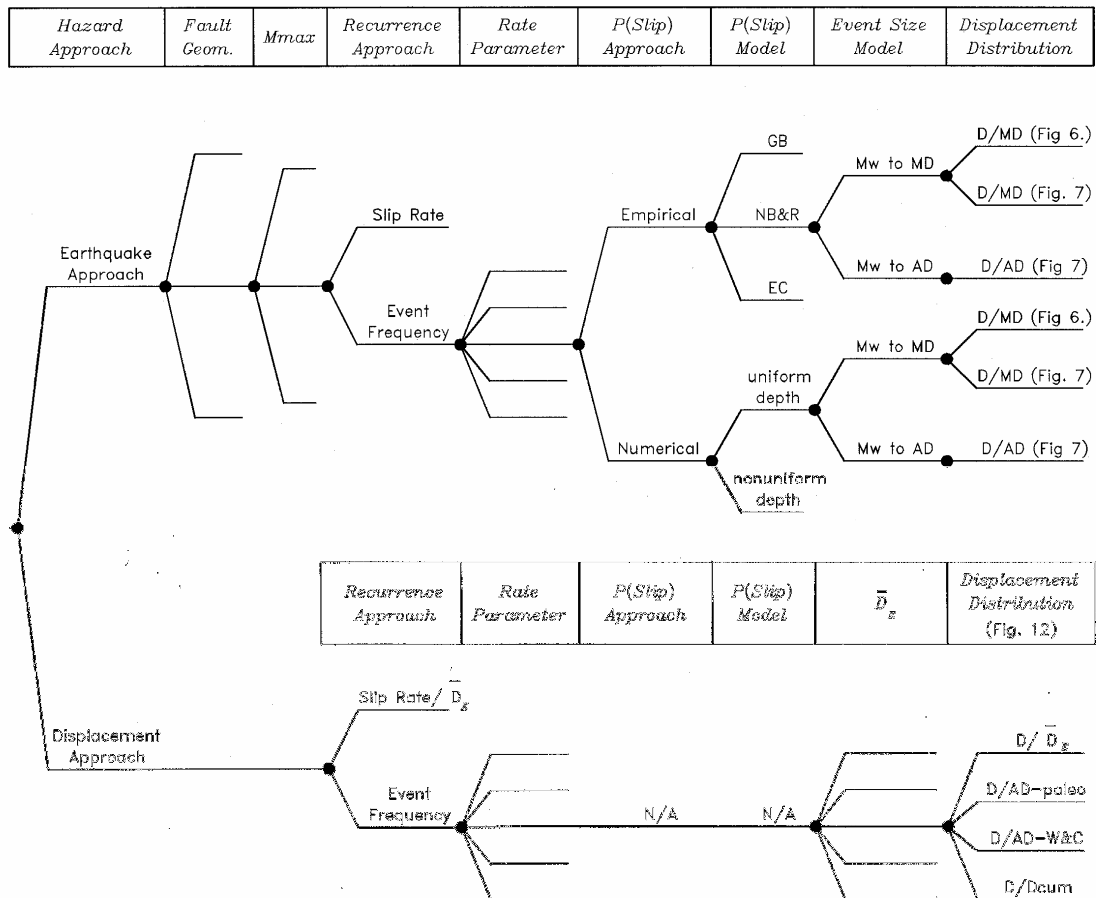 Hazard Approach
Fault Geom.
Mmax
Recurrence Approach
Rate Parameter
P(Slip) Approach
P(Slip) Model
Event Size Model
Displacement Distribution
Earthquake
Approach
Slip Rate
Event
Frequency
Empirical
Numerical
GB
NB&R
EC
uniform
depth
nonuniform
depth
Mw to MD
Mw to AD
Mw to MD
Mw to AD
D/MD (Fig 6.)
D/MD (Fig. 7)
D/AD (Fig 7)
D/MD (Fig 6.)
D/MD (Fig. 7)
D/AD (Fig 7)
Recurrence Approach
Rate Parameter
P(Slip) Approach
P(Slip) Model
D̅E
Displacement Distribution (Fig. 12)
Displacement
Approach
Slip Rate/ D̅E
Event
Frequency
N/A
N/A
D/ D̅E
D/AD-paleo
D/AD-W&C
D/Dcum